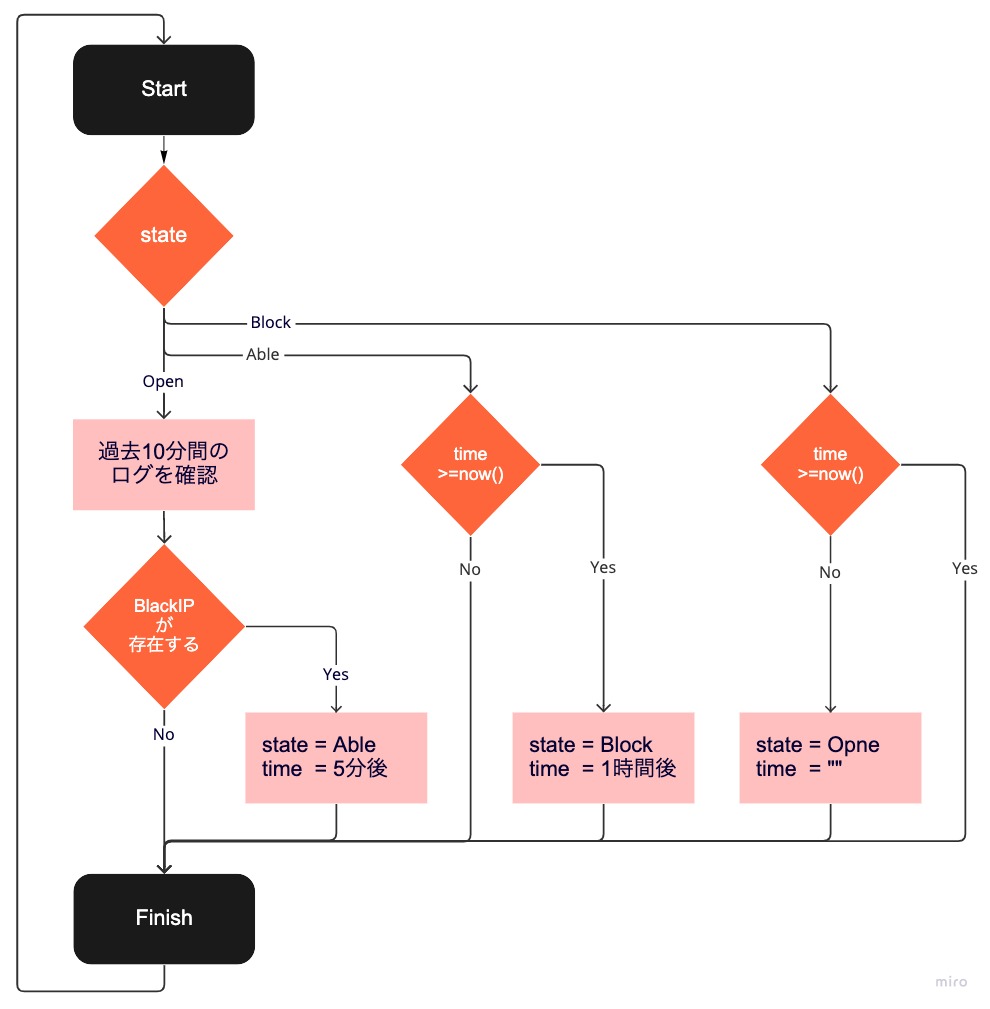 Start
state
Block
Able
Open
過去10分間の
ログを確認
time
>=now()
time
>=now()
No
Yes
No
Yes
BlackIP
が
存在する
Yes
No
state = Able
time  = 5分後
state = Block
time  = 1時間後
state = Opne
time  = ""
Finish
miro